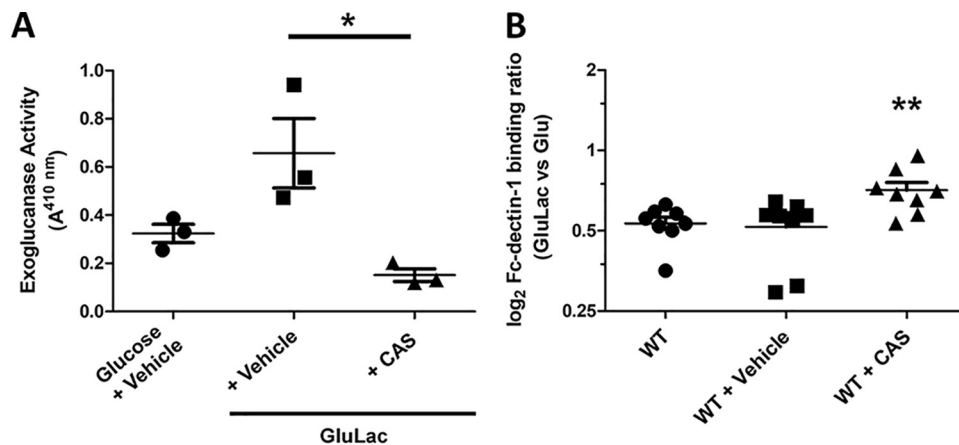 A
*
Exoglucanase Activity
(A410 nm)
1.0
0.8
0.6
0.4
0.2
0.0
Glucose
+ Vehicle
+ Vehicle
+ CAS
GluLac
B
**
log2 Fc-dectin-1 binding ratio
(GluLac vs Glu)
2
1
0.5
0.25
WT
WT + Vehicle
WT + CAS